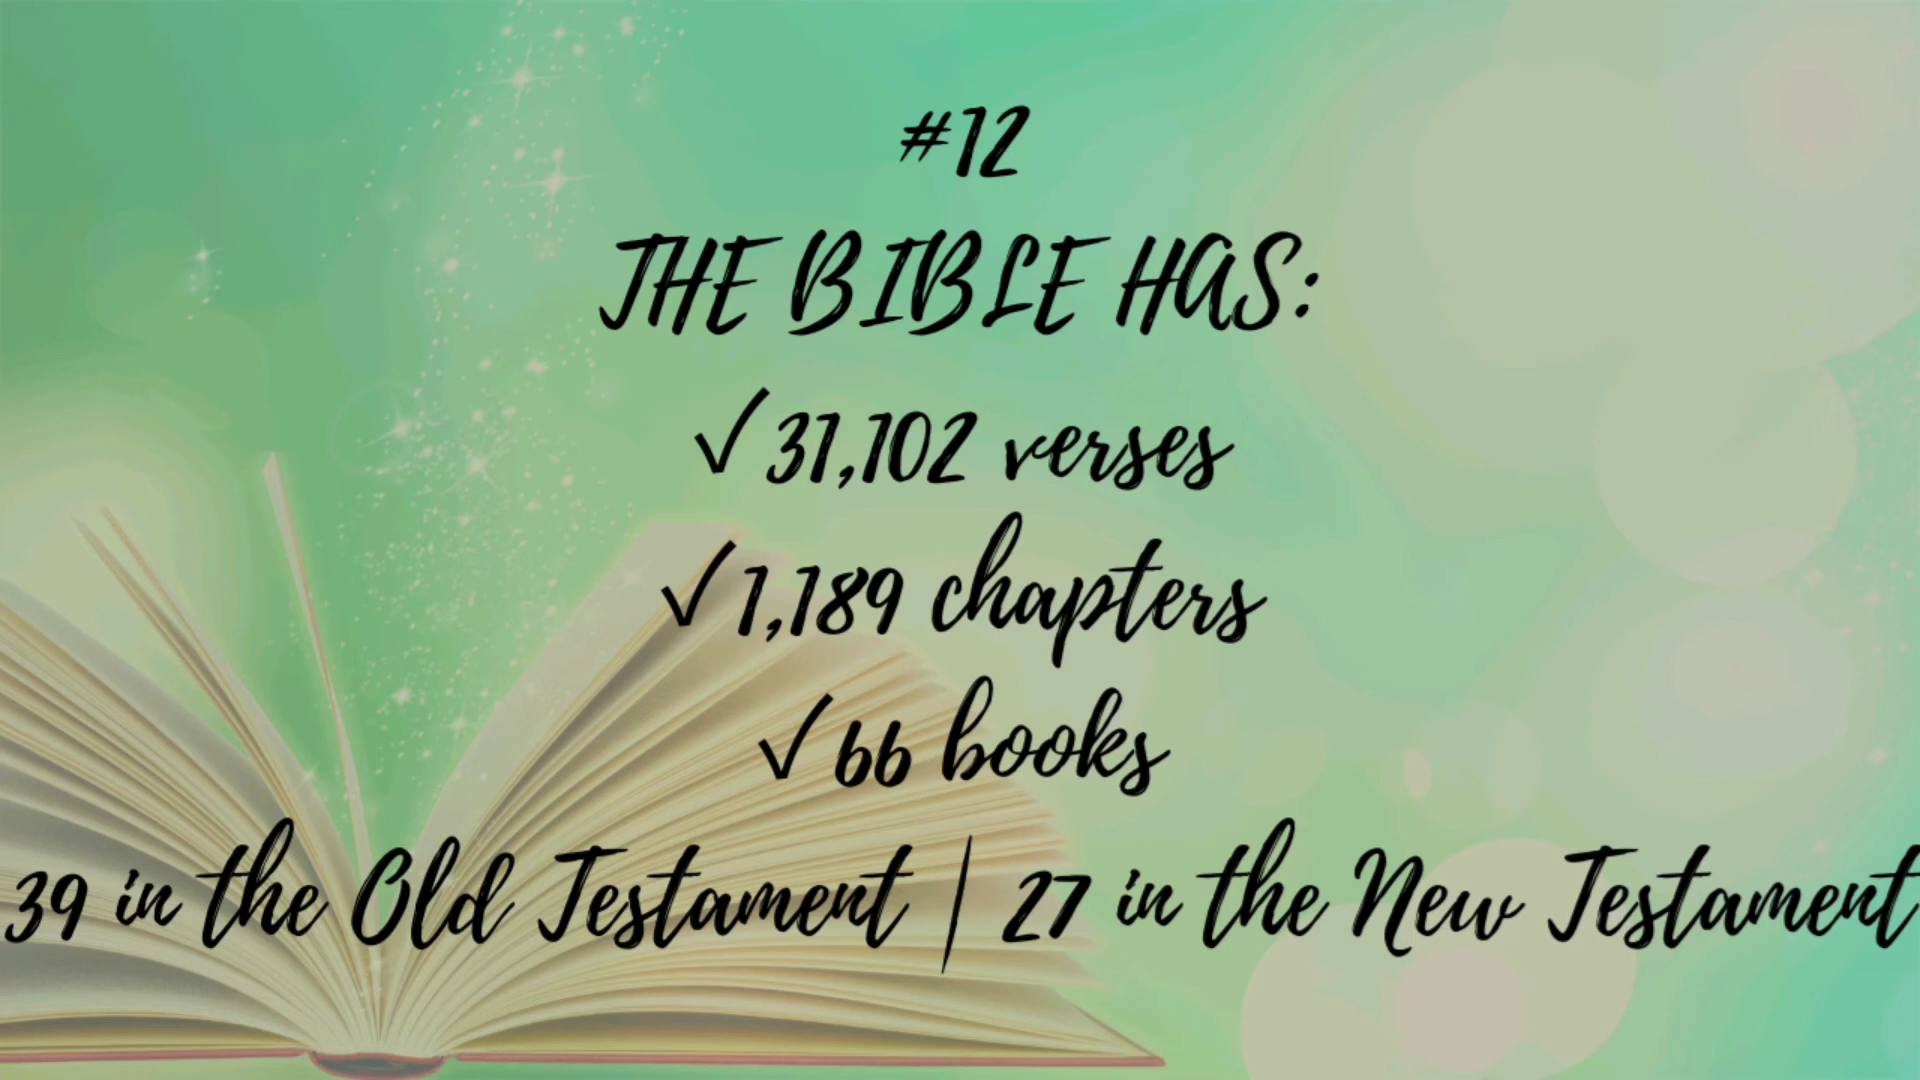 #12
THE BIBLE HAS:
✓31,102 verses
✓1,189 chapters
✓66 books
39 in the Old Testament | 27 in the New Testament